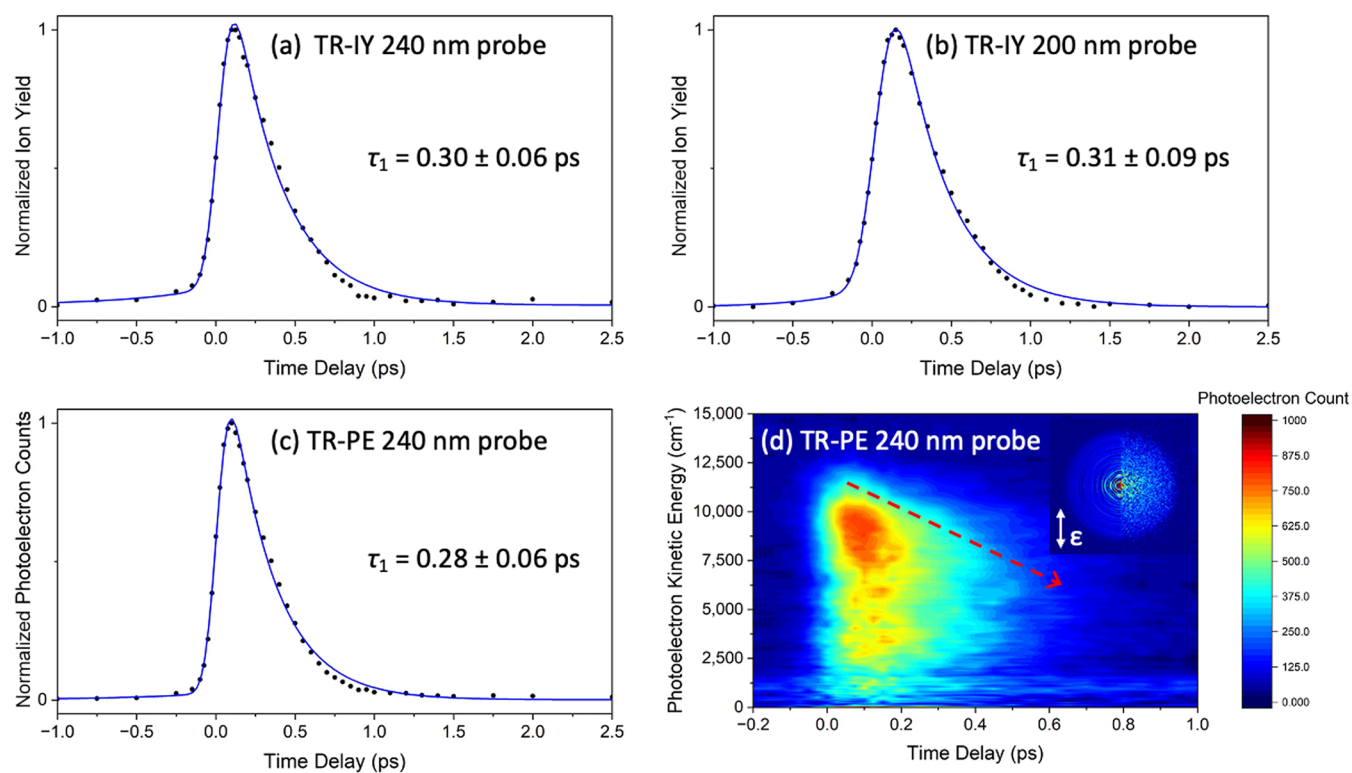 (a) TR-IY 240 nm probe
τ1 = 0.30 ± 0.06 ps
Normalized Ion Yield
1
0
−1.0 −0.5 0.0 0.5 1.0 1.5 2.0 2.5
Time Delay (ps)
(b) TR-IY 200 nm probe
τ1 = 0.31 ± 0.09 ps
Normalized Ion Yield
1
0
−1.0 −0.5 0.0 0.5 1.0 1.5 2.0 2.5
Time Delay (ps)
(c) TR-PE 240 nm probe
τ1 = 0.28 ± 0.06 ps
Normalized Photoelectron Counts
1
0
−1.0 −0.5 0.0 0.5 1.0 1.5 2.0 2.5
Time Delay (ps)
Photoelectron Count
(d) TR-PE 240 nm probe
ε
Photoelectron Kinetic Energy (cm⁻¹)
15,000
12,500
10,000
7,500
5,000
2,500
0
−0.2 0.0 0.2 0.4 0.6 0.8 1.0
Time Delay (ps)
1000
875.0
750.0
625.0
500.0
375.0
250.0
125.0
0.000